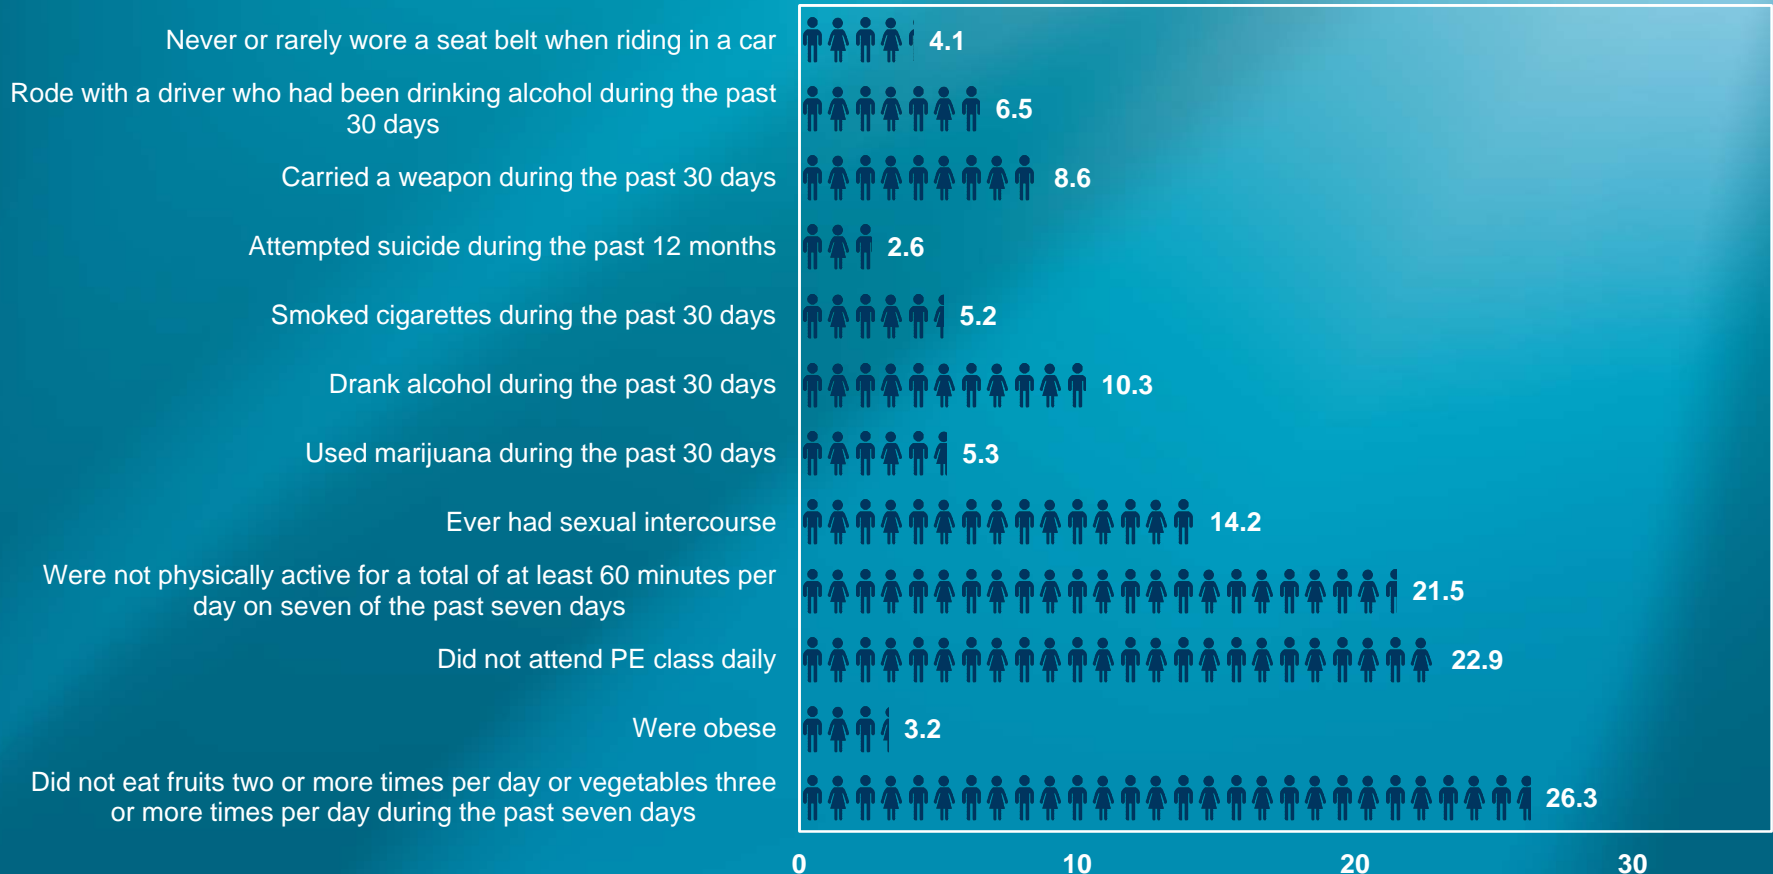 Never or rarely wore a seat belt when riding in a car 4.1
Rode with a driver who had been drinking alcohol during the past
30 days 6.5
Carried a weapon during the past 30 days 8.6
Attempted suicide during the past 12 months 2.6
Smoked cigarettes during the past 30 days 5.2
Drank alcohol during the past 30 days 10.3
Used marijuana during the past 30 days 5.3
Ever had sexual intercourse 14.2
Were not physically active for a total of at least 60 minutes per
day on seven of the past seven days 21.5
Did not attend PE class daily 22.9
Were obese 3.2
Did not eat fruits two or more times per day or vegetables three
or more times per day during the past seven days 26.3
0 10 20 30